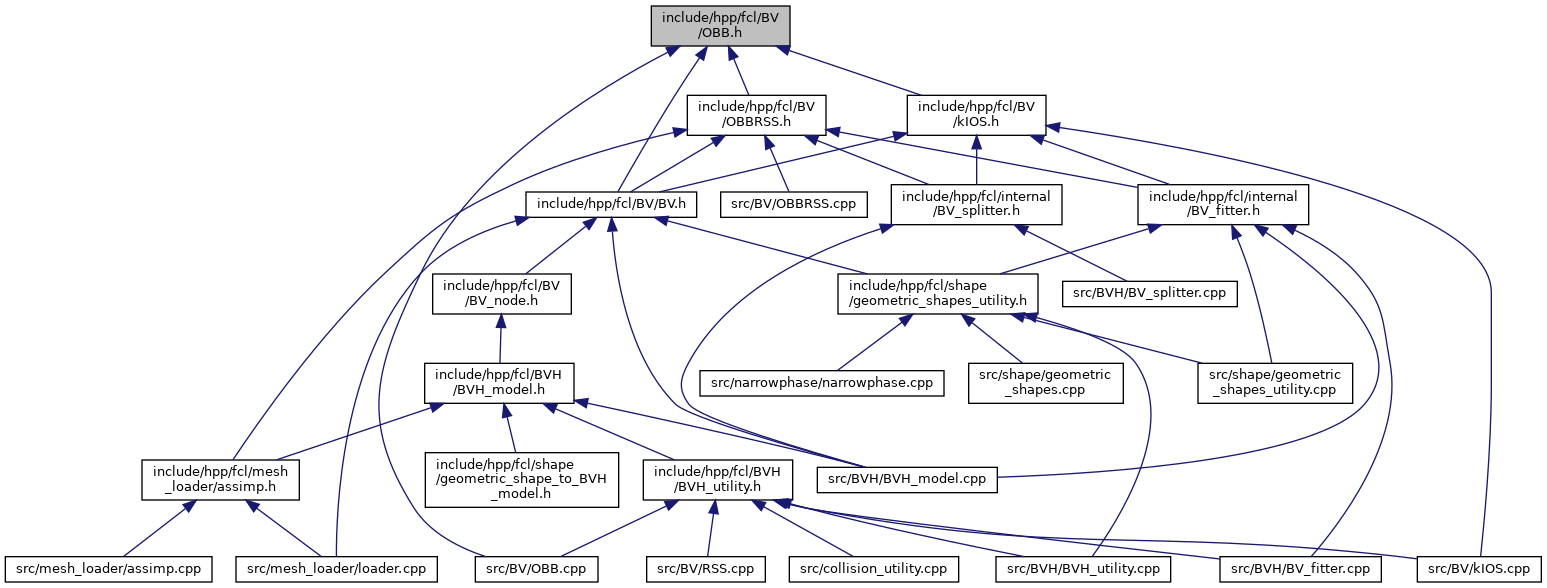 include/hpp/fcl/BV
/OBB.h
include/hpp/fcl/BV
/OBBRSS.h
include/hpp/fcl/BV
/kIOS.h
include/hpp/fcl/BV/BV.h
src/BV/OBBRSS.cpp
include/hpp/fcl/internal
/BV_splitter.h
include/hpp/fcl/internal
/BV_fitter.h
include/hpp/fcl/BV
/BV_node.h
include/hpp/fcl/shape
/geometric_shapes_utility.h
src/BVH/BV_splitter.cpp
include/hpp/fcl/BVH
/BVH_model.h
src/narrowphase/narrowphase.cpp
src/shape/geometric
_shapes.cpp
src/shape/geometric
_shapes_utility.cpp
include/hpp/fcl/mesh
_loader/assimp.h
include/hpp/fcl/shape
/geometric_shape_to_BVH
_model.h
include/hpp/fcl/BVH
/BVH_utility.h
src/BVH/BVH_model.cpp
src/mesh_loader/assimp.cpp
src/mesh_loader/loader.cpp
src/BV/OBB.cpp
src/BV/RSS.cpp
src/collision_utility.cpp
src/BVH/BVH_utility.cpp
src/BVH/BV_fitter.cpp
src/BV/kIOS.cpp